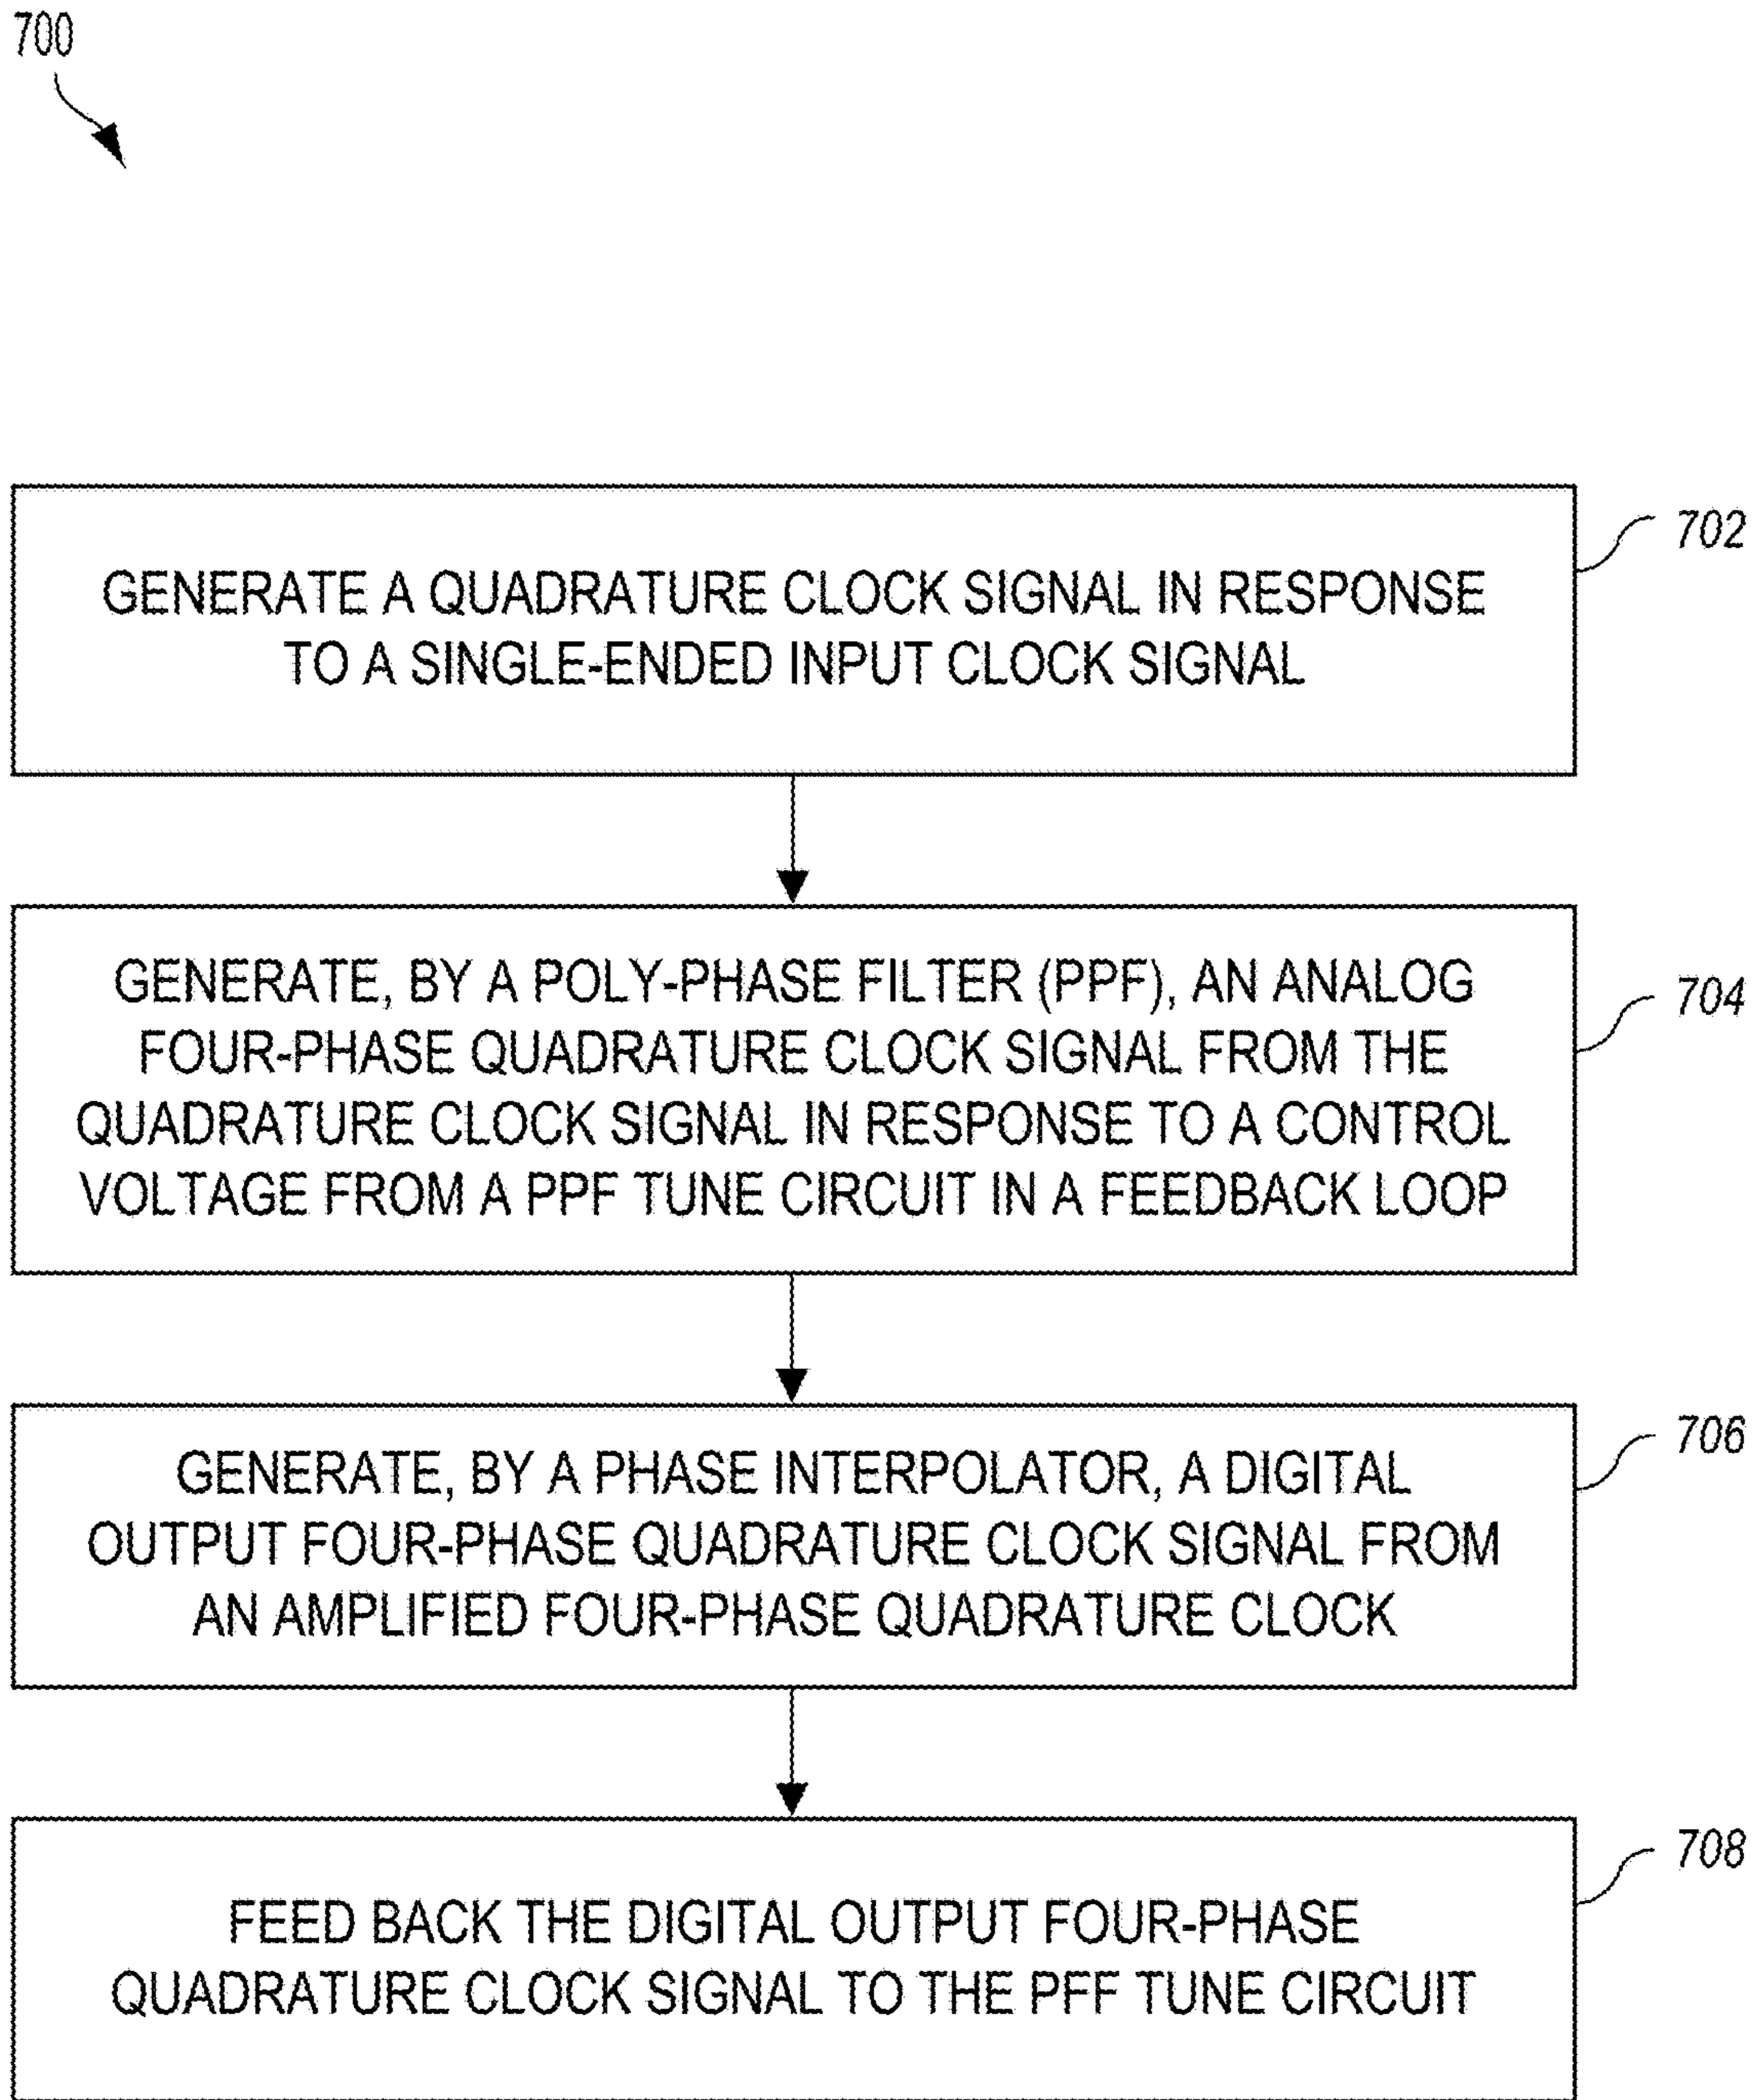 700
GENERATE A QUADRATURE CLOCK SIGNAL IN RESPONSE
TO A SINGLE-ENDED INPUT CLOCK SIGNAL
702
GENERATE, BY A POLY-PHASE FILTER (PPF), AN ANALOG
FOUR-PHASE QUADRATURE CLOCK SIGNAL FROM THE
QUADRATURE CLOCK SIGNAL IN RESPONSE TO A CONTROL
VOLTAGE FROM A PPF TUNE CIRCUIT IN A FEEDBACK LOOP
704
GENERATE, BY A PHASE INTERPOLATOR, A DIGITAL
OUTPUT FOUR-PHASE QUADRATURE CLOCK SIGNAL FROM
AN AMPLIFIED FOUR-PHASE QUADRATURE CLOCK
706
FEED BACK THE DIGITAL OUTPUT FOUR-PHASE
QUADRATURE CLOCK SIGNAL TO THE PFF TUNE CIRCUIT
708